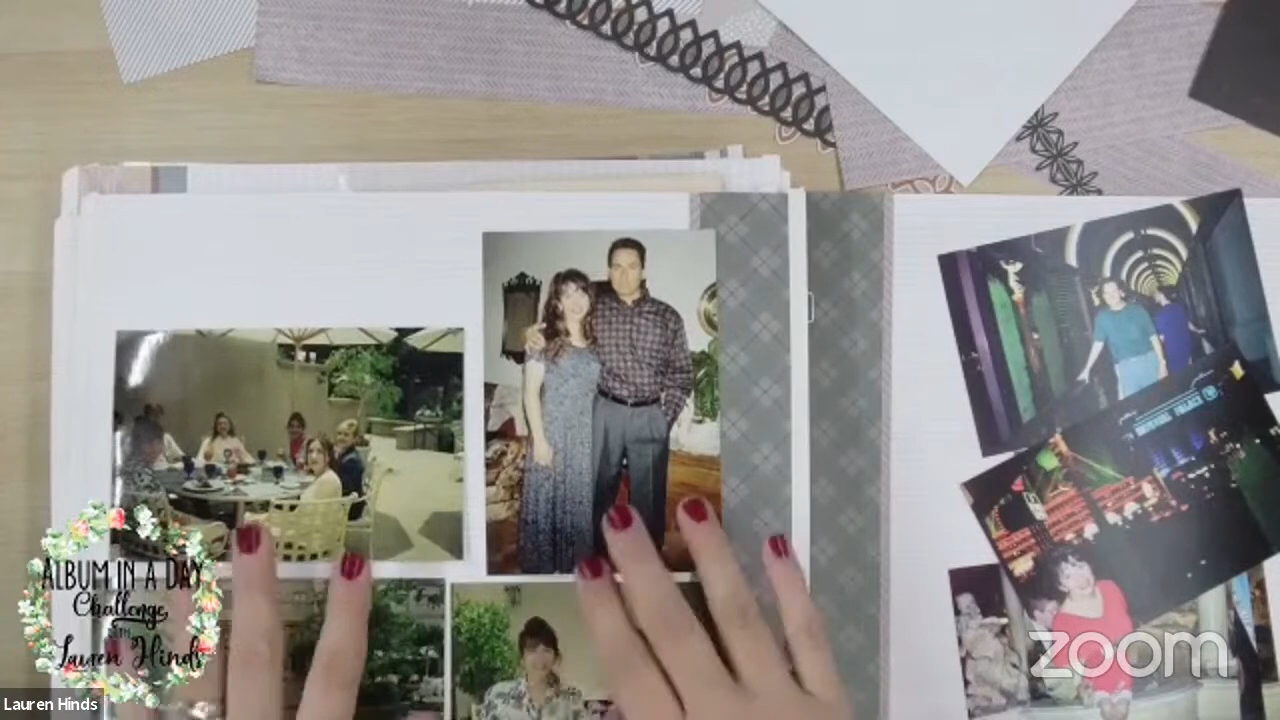 ALBUM IN A DAY
Challenge
WITH
Lauren Hinds
Lauren Hinds
zoom